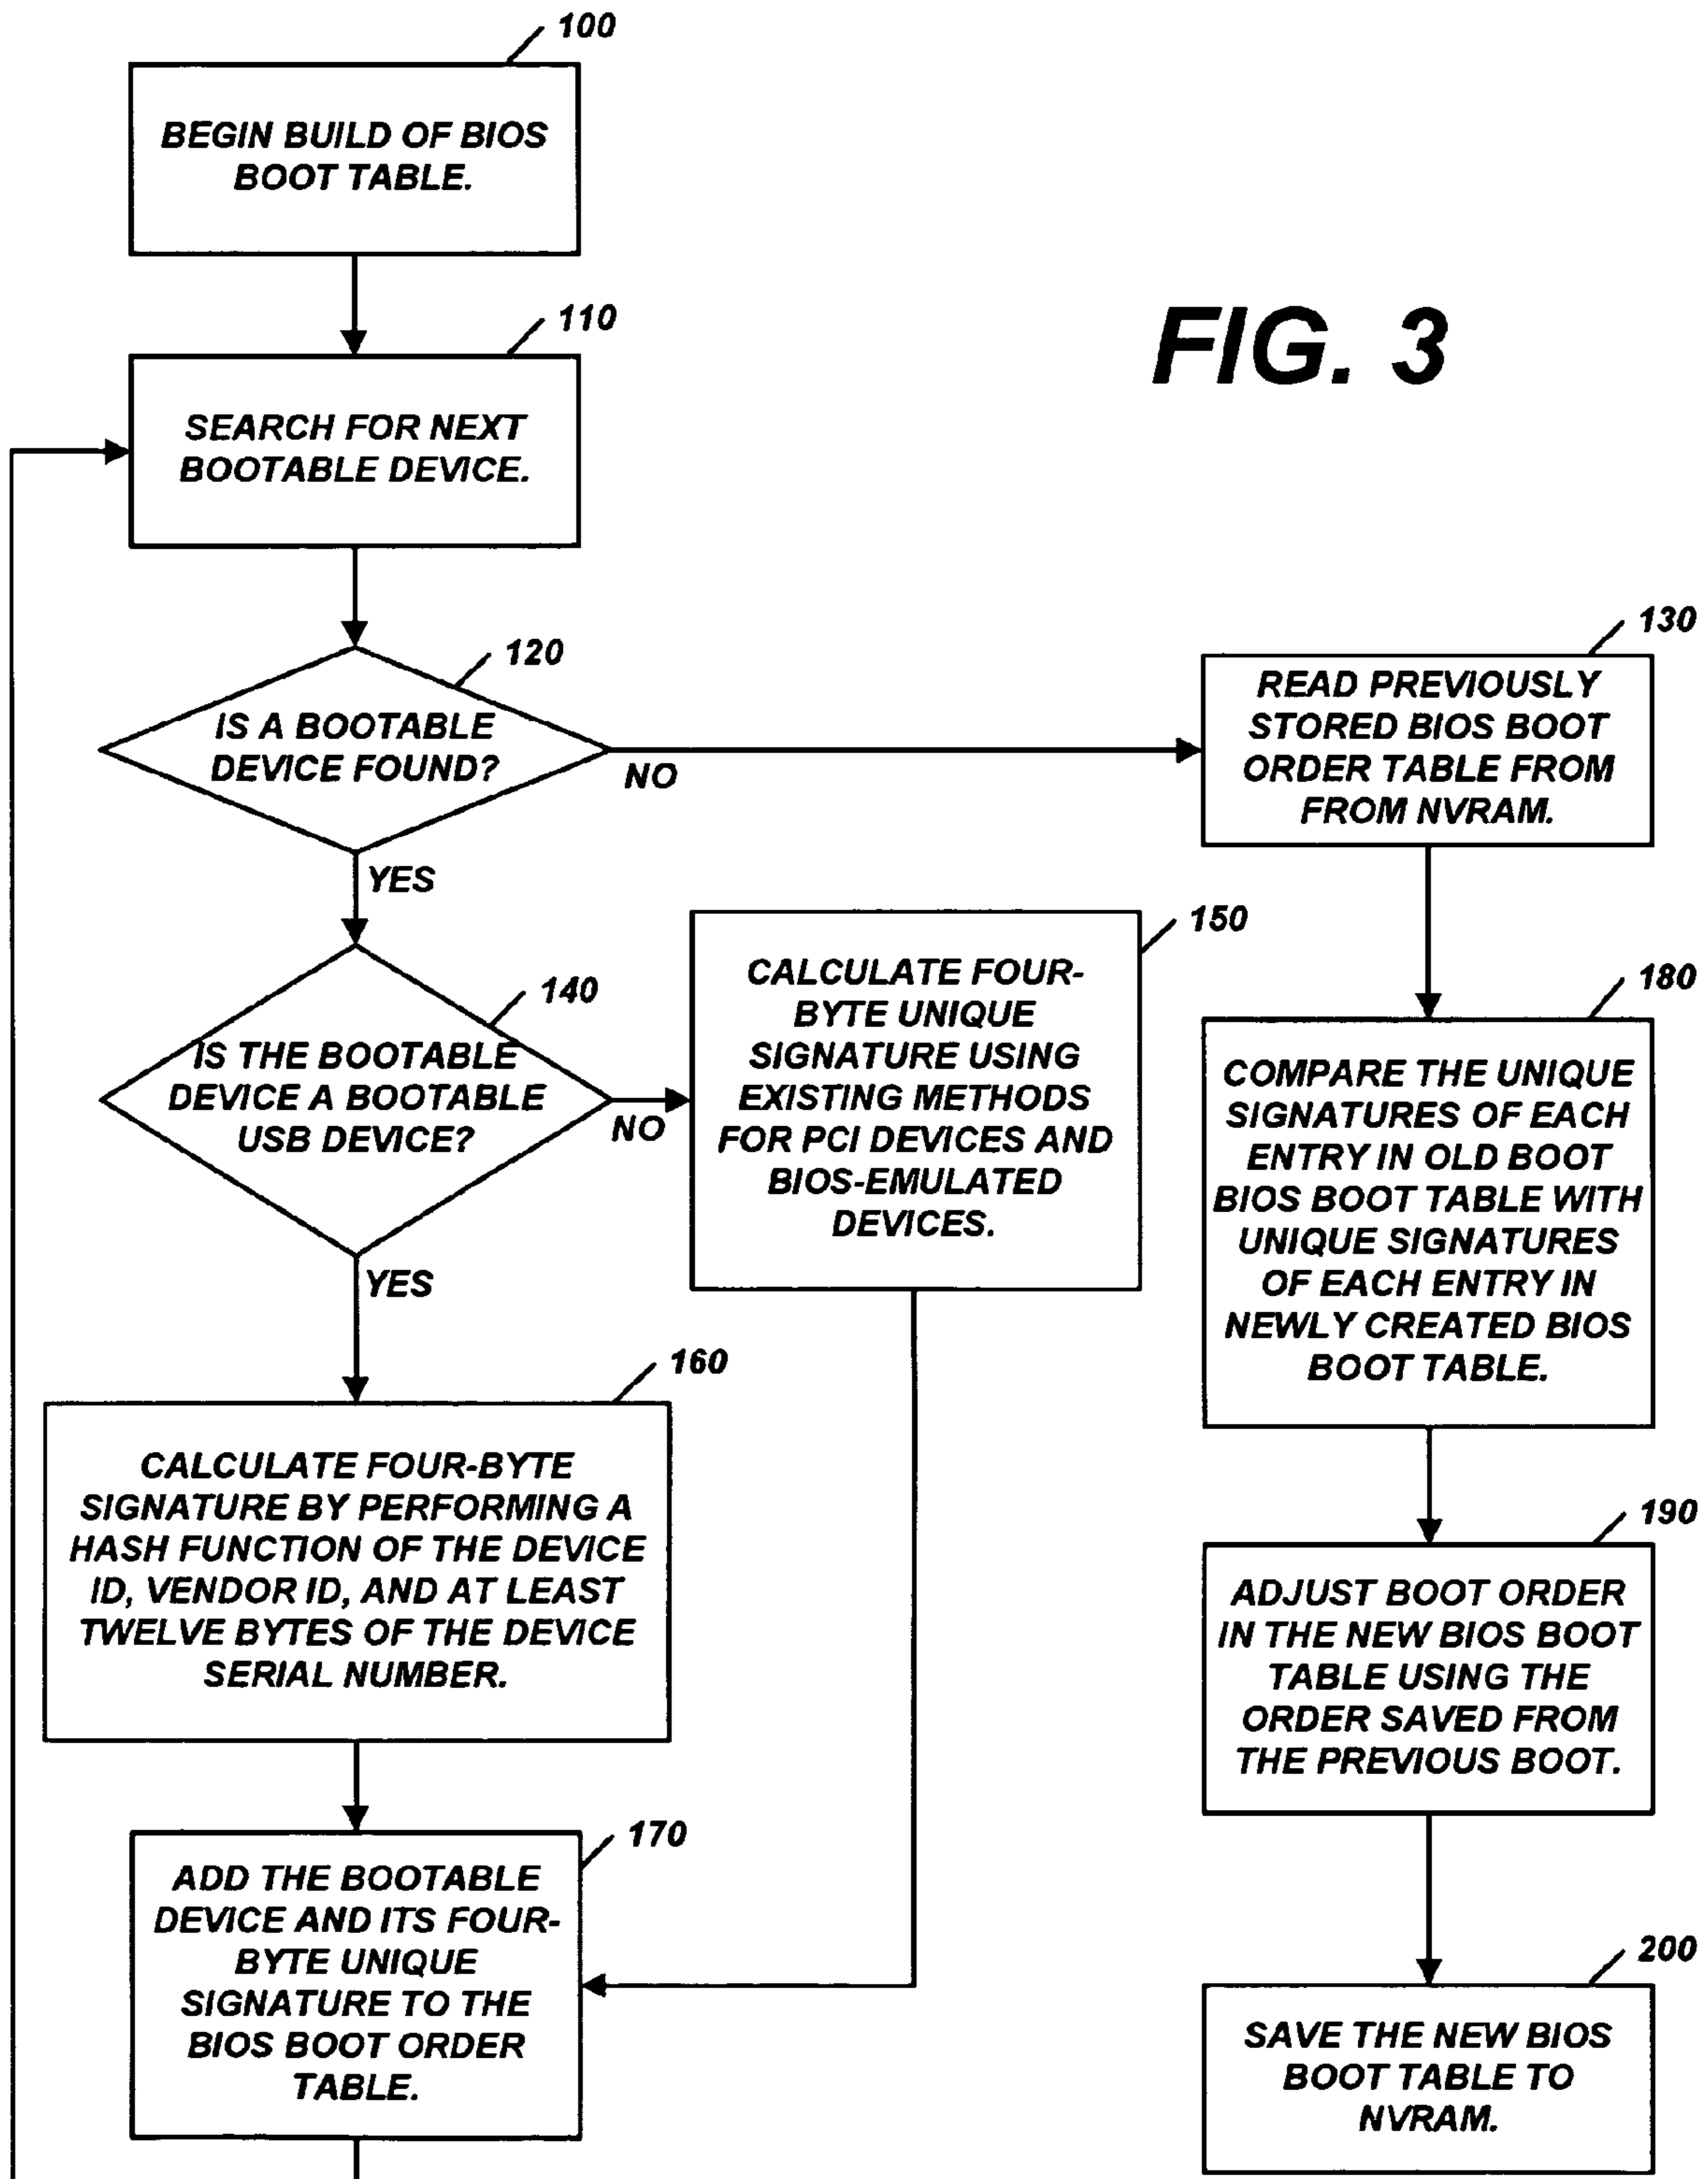 100
BEGIN BUILD OF BIOS
BOOT TABLE.
110
SEARCH FOR NEXT
BOOTABLE DEVICE.
FIG. 3
120
IS A BOOTABLE
DEVICE FOUND?
NO
YES
130
READ PREVIOUSLY
STORED BIOS BOOT
ORDER TABLE FROM
FROM NVRAM.
140
IS THE BOOTABLE
DEVICE A BOOTABLE
USB DEVICE?
NO
YES
150
CALCULATE FOUR-
BYTE UNIQUE
SIGNATURE USING
EXISTING METHODS
FOR PCI DEVICES AND
BIOS-EMULATED
DEVICES.
180
COMPARE THE UNIQUE
SIGNATURES OF EACH
ENTRY IN OLD BOOT
BIOS BOOT TABLE WITH
UNIQUE SIGNATURES
OF EACH ENTRY IN
NEWLY CREATED BIOS
BOOT TABLE.
160
CALCULATE FOUR-BYTE
SIGNATURE BY PERFORMING A
HASH FUNCTION OF THE DEVICE
ID, VENDOR ID, AND AT LEAST
TWELVE BYTES OF THE DEVICE
SERIAL NUMBER.
190
ADJUST BOOT ORDER
IN THE NEW BIOS BOOT
TABLE USING THE
ORDER SAVED FROM
THE PREVIOUS BOOT.
170
ADD THE BOOTABLE
DEVICE AND ITS FOUR-
BYTE UNIQUE
SIGNATURE TO THE
BIOS BOOT ORDER
TABLE.
200
SAVE THE NEW BIOS
BOOT TABLE TO
NVRAM.